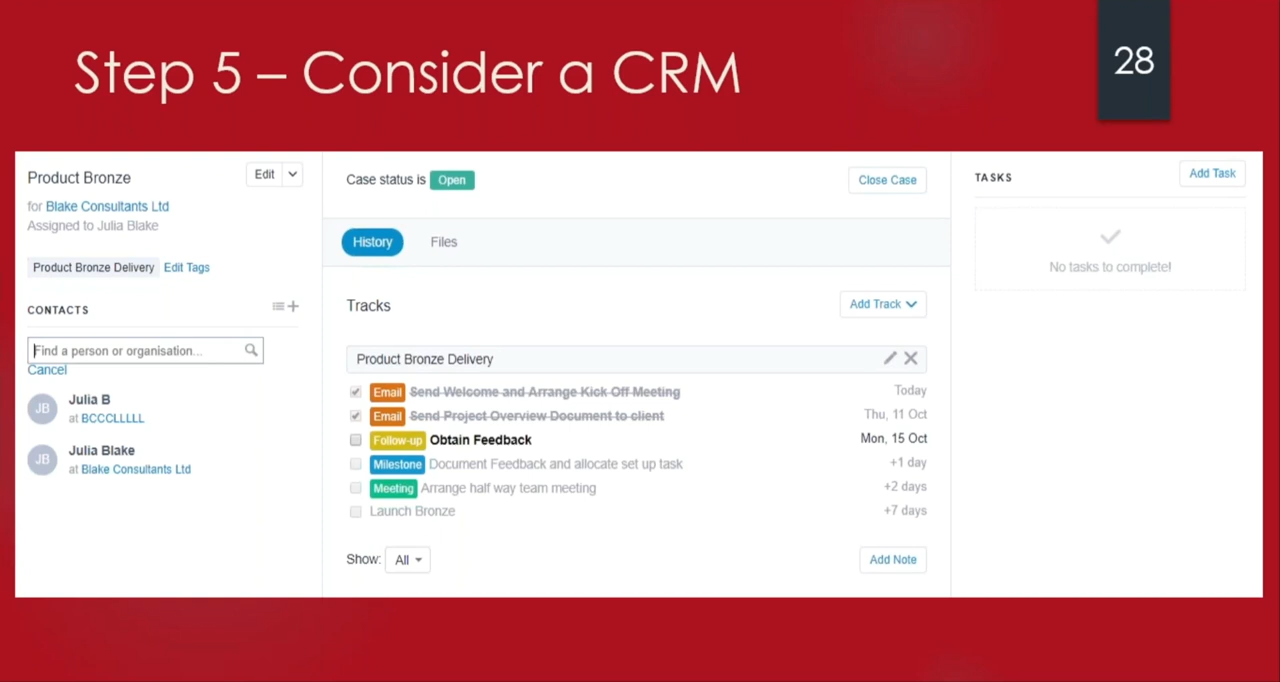 Step 5 – Consider a CRM
28
Product Bronze
Edit
for Blake Consultants Ltd
Assigned to Julia Blake
Product Bronze Delivery Edit Tags
CONTACTS
Find a person or organisation...
Cancel
JB
Julia B
at BCCCLLLLL
JB
Julia Blake
at Blake Consultants Ltd
Case status is Open
Close Case
History Files
Tracks
Add Track
Product Bronze Delivery
Email Send Welcome and Arrange Kick Off Meeting Today
Email Send Project Overview Document to client Thu, 11 Oct
Follow-up Obtain Feedback Mon, 15 Oct
Milestone Document Feedback and allocate set up task +1 day
Meeting Arrange half way team meeting +2 days
Launch Bronze +7 days
Show: All
Add Note
TASKS
Add Task
No tasks to complete!